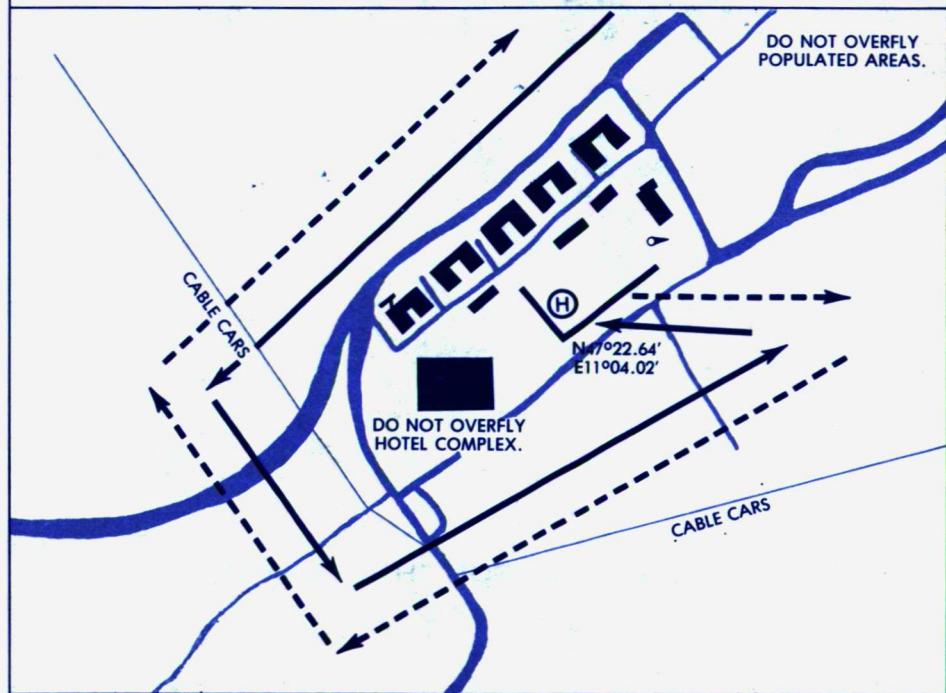 DO NOT OVERFLY
POPULATED AREAS.
CABLE CARS
H
N47°22.64'
E11°04.02'
DO NOT OVERFLY
HOTEL COMPLEX.
CABLE CARS